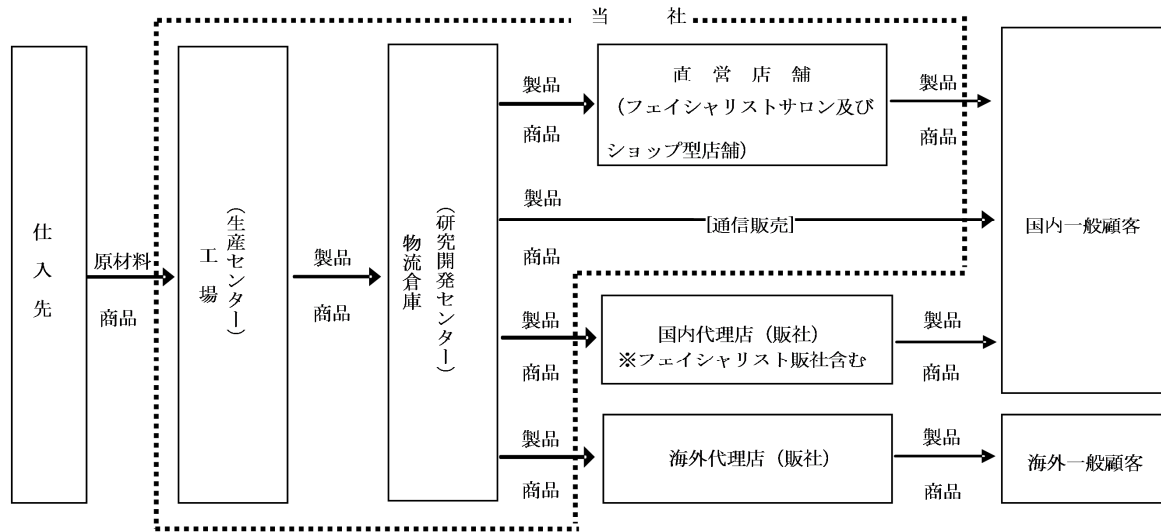 当　社
仕入先
原材料
商品
工場
（生産センター）
製品
商品
物流倉庫
（研究開発センター）
製品
商品
直営店舗
（フェイシャリストサロン及び
ショップ型店舗）
製品
商品
製品
[通信販売]
商品
国内一般顧客
製品
商品
国内代理店（販社）
※フェイシャリスト販社含む
製品
商品
製品
商品
海外代理店（販社）
製品
商品
海外一般顧客